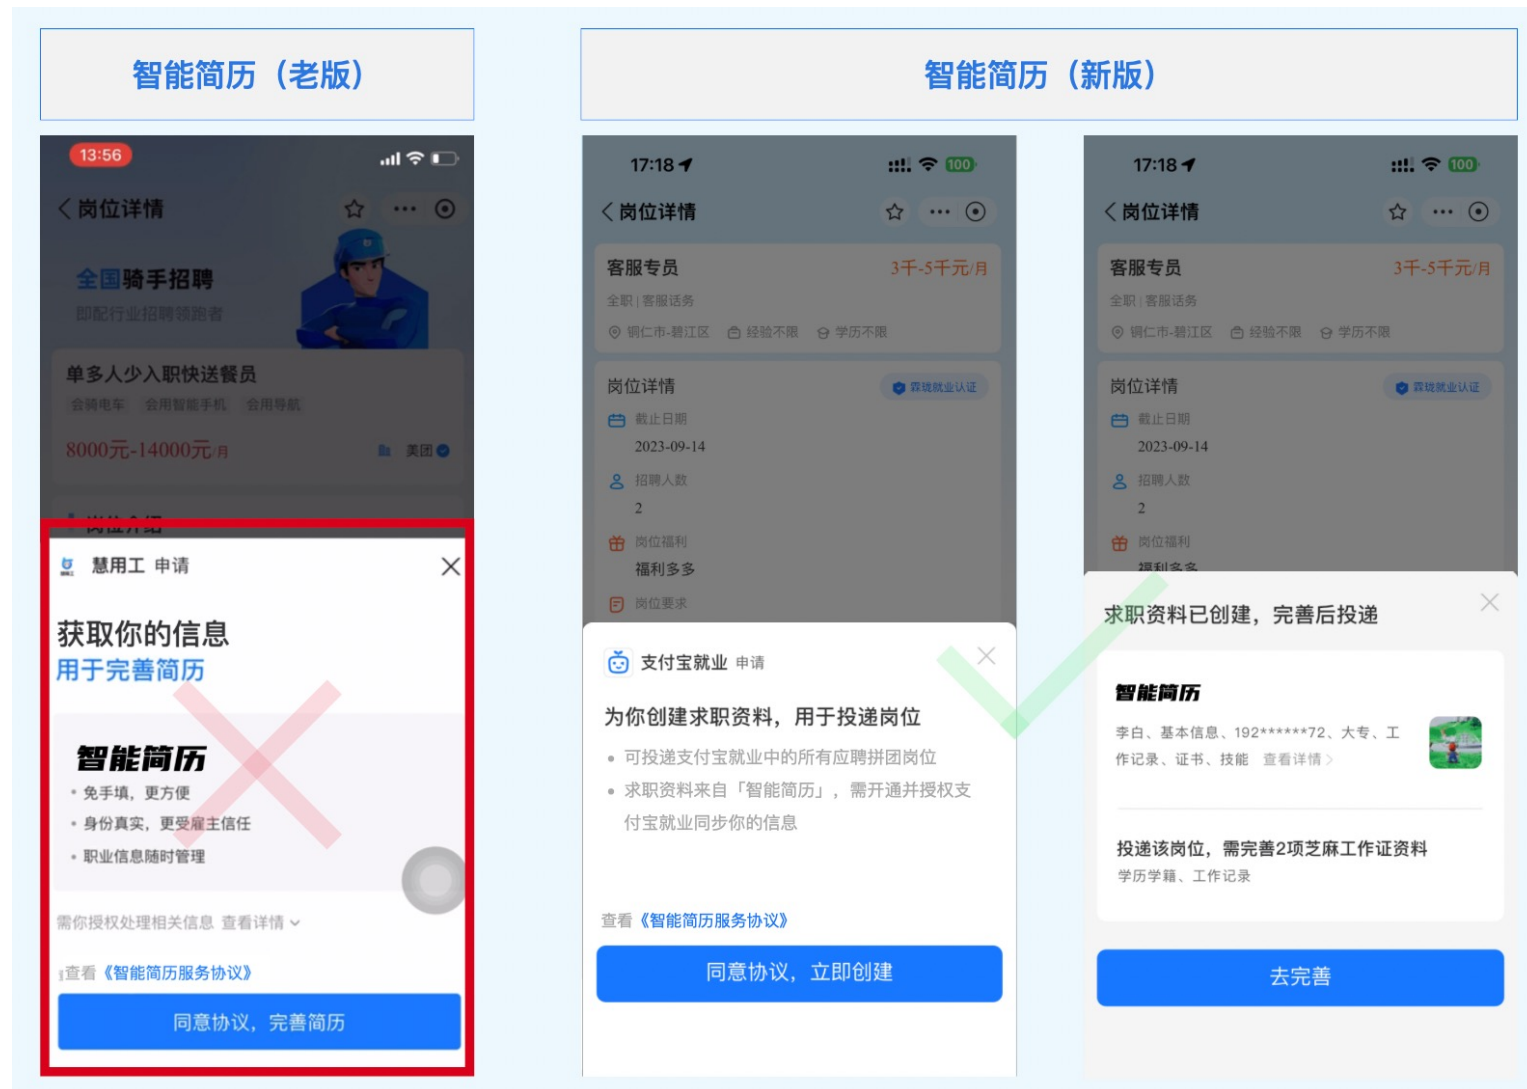 智能简历（老版）
智能简历（新版）
13:56
岗位详情
全国骑手招聘
即配行业招聘领跑者
单多人少入职快送餐员
会骑电车 会用智能手机 会用导航
8000元-14000元/月 美团
岗位介绍
慧用工 申请
获取你的信息
用于完善简历
智能简历
• 免手填，更方便
• 身份真实，更受雇主信任
• 职业信息随时管理
需你授权处理相关信息 查看详情
查看《智能简历服务协议》
同意协议，完善简历
17:18 100
岗位详情
客服专员 3千-5千元/月
全职 | 客服话务
铜仁市-碧江区 经验不限 学历不限
岗位详情 霖珑就业认证
截止日期
2023-09-14
招聘人数
2
岗位福利
福利多多
岗位要求
支付宝就业 申请
为你创建求职资料，用于投递岗位
• 可投递支付宝就业中的所有应聘拼团岗位
• 求职资料来自「智能简历」，需开通并授权支
付宝就业同步你的信息
查看《智能简历服务协议》
同意协议，立即创建
17:18 100
岗位详情
客服专员 3千-5千元/月
全职 | 客服话务
铜仁市-碧江区 经验不限 学历不限
岗位详情 霖珑就业认证
截止日期
2023-09-14
招聘人数
2
岗位福利
福利多多
求职资料已创建，完善后投递
智能简历
李白、基本信息、192******72、大专、工
作记录、证书、技能 查看详情
投递该岗位，需完善2项芝麻工作证资料
学历学籍、工作记录
去完善